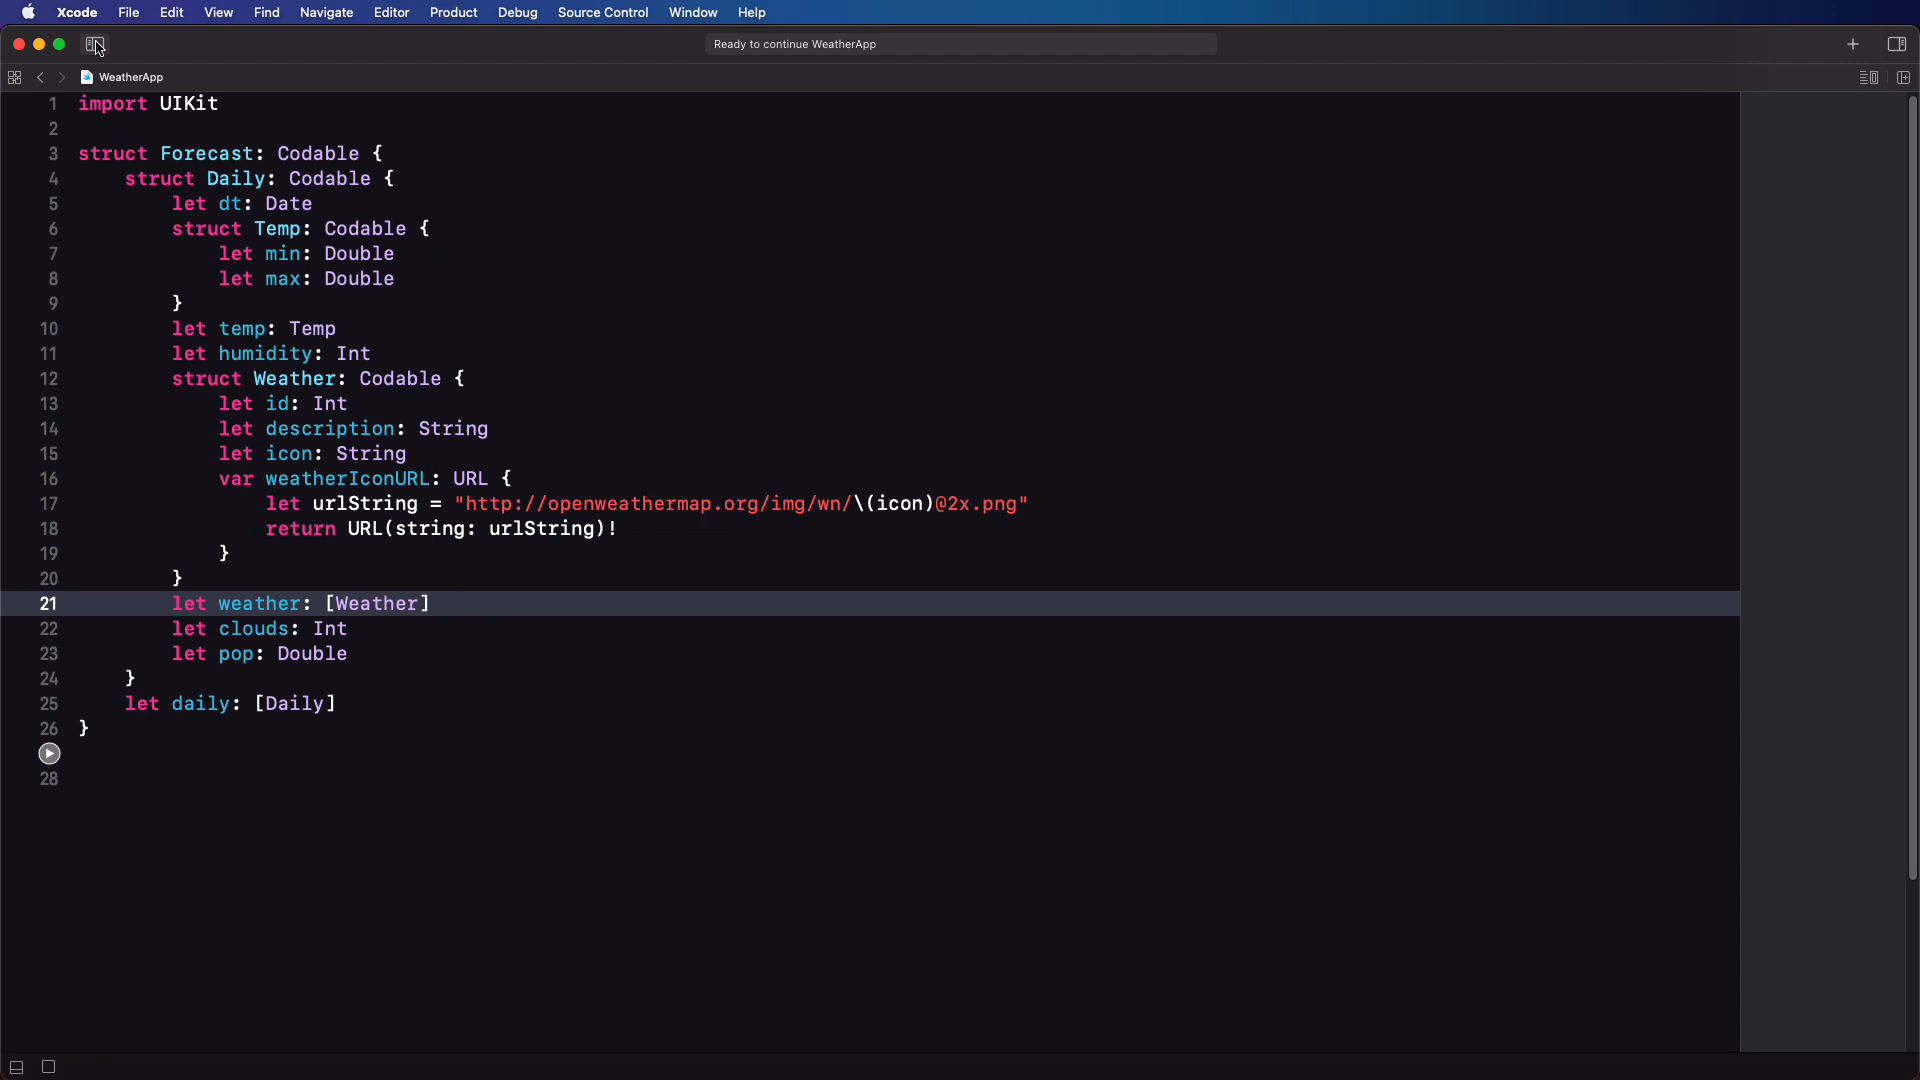 Xcode File Edit View Find Navigate Editor Product Debug Source Control Window Help
Ready to continue WeatherApp
WeatherApp
1 import UIKit
2
3 struct Forecast: Codable {
4     struct Daily: Codable {
5         let dt: Date
6         struct Temp: Codable {
7             let min: Double
8             let max: Double
9         }
10         let temp: Temp
11         let humidity: Int
12         struct Weather: Codable {
13             let id: Int
14             let description: String
15             let icon: String
16             var weatherIconURL: URL {
17                 let urlString = "http://openweathermap.org/img/wn/\(icon)@2x.png"
18                 return URL(string: urlString)!
19             }
20         }
21         let weather: [Weather]
22         let clouds: Int
23         let pop: Double
24     }
25     let daily: [Daily]
26 }
28